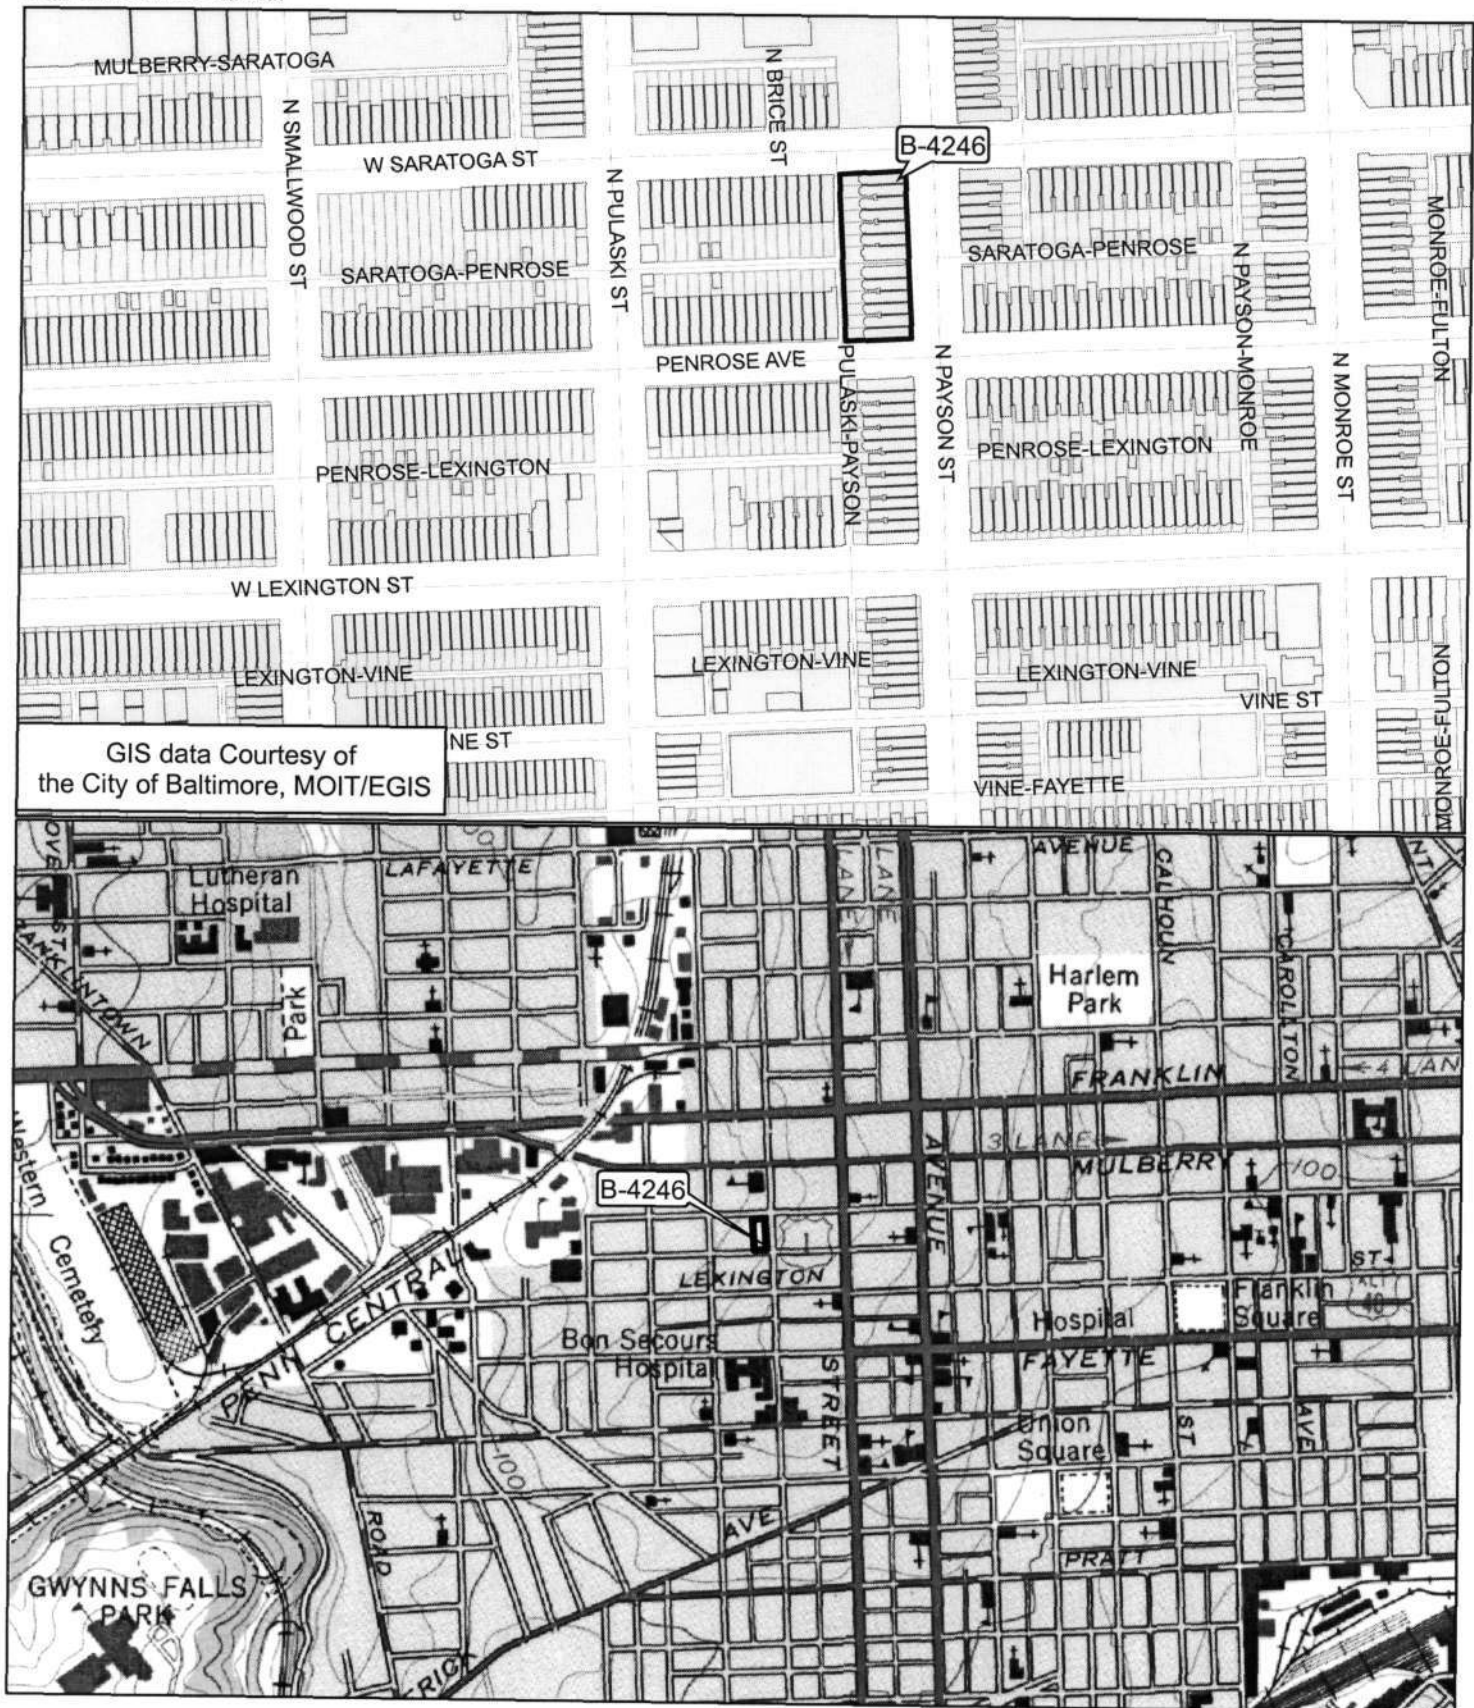 MULBERRY-SARATOGA
N SMALLWOOD ST
W SARATOGA ST
N PULASKI ST
N BRICE ST
B-4246
SARATOGA-PENROSE
SARATOGA-PENROSE
N PAYSON-MONROE
MONROE-FULTON
PENROSE AVE
PULASKI-PAYSON
N PAYSON ST
N MONROE ST
PENROSE-LEXINGTON
PENROSE-LEXINGTON
W LEXINGTON ST
LEXINGTON-VINE
LEXINGTON-VINE
LEXINGTON-VINE
VINE ST
MONROE-FULTON
NE ST
VINE-FAYETTE
GIS data Courtesy of
the City of Baltimore, MOIT/EGIS
LAFAYETTE
AVENUE
Lutheran
Hospital
LANE
LANE
CALHOUN
CAROLLTON
Park
Harlem
Park
FRANKLIN
4 LAN
3 LANE
MULBERRY
100
AVENUE
Western
Cemetery
B-4246
1
LEXINGTON
PENN CENTRAL
ST
Franklin
Square
40
Hospital
Bon Secours
Hospital
FAYETTE
STREET
Union
Square
ST
AVE
100
ROAD
AVE
PRATT
GWYNNS FALLS
PARK
ERICK